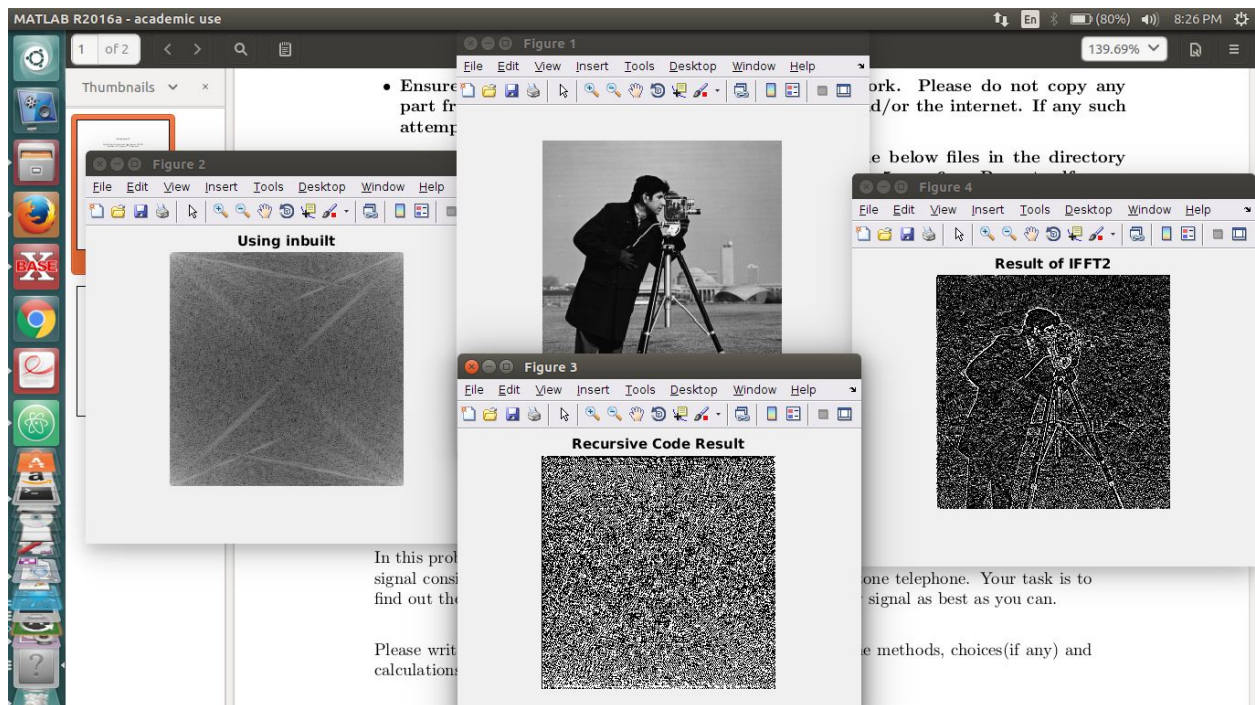 MATLAB R2016a - academic use
En
(80%)
8:26 PM
1 of 2
139.69%
Thumbnails
• Ensure
ork. Please do not copy any
part fr
d/or the internet. If any such
attemp
e below files in the directory
Figure 1
File Edit View Insert Tools Desktop Window Help
Figure 2
File Edit View Insert Tools Desktop Window Help
Using inbuilt
Figure 4
File Edit View Insert Tools Desktop Window Help
Result of IFFT2
Figure 3
File Edit View Insert Tools Desktop Window Help
Recursive Code Result
BASE
In this prob
signal consi
one telephone. Your task is to
find out the
signal as best as you can.
Please writ
e methods, choices(if any) and
calculations